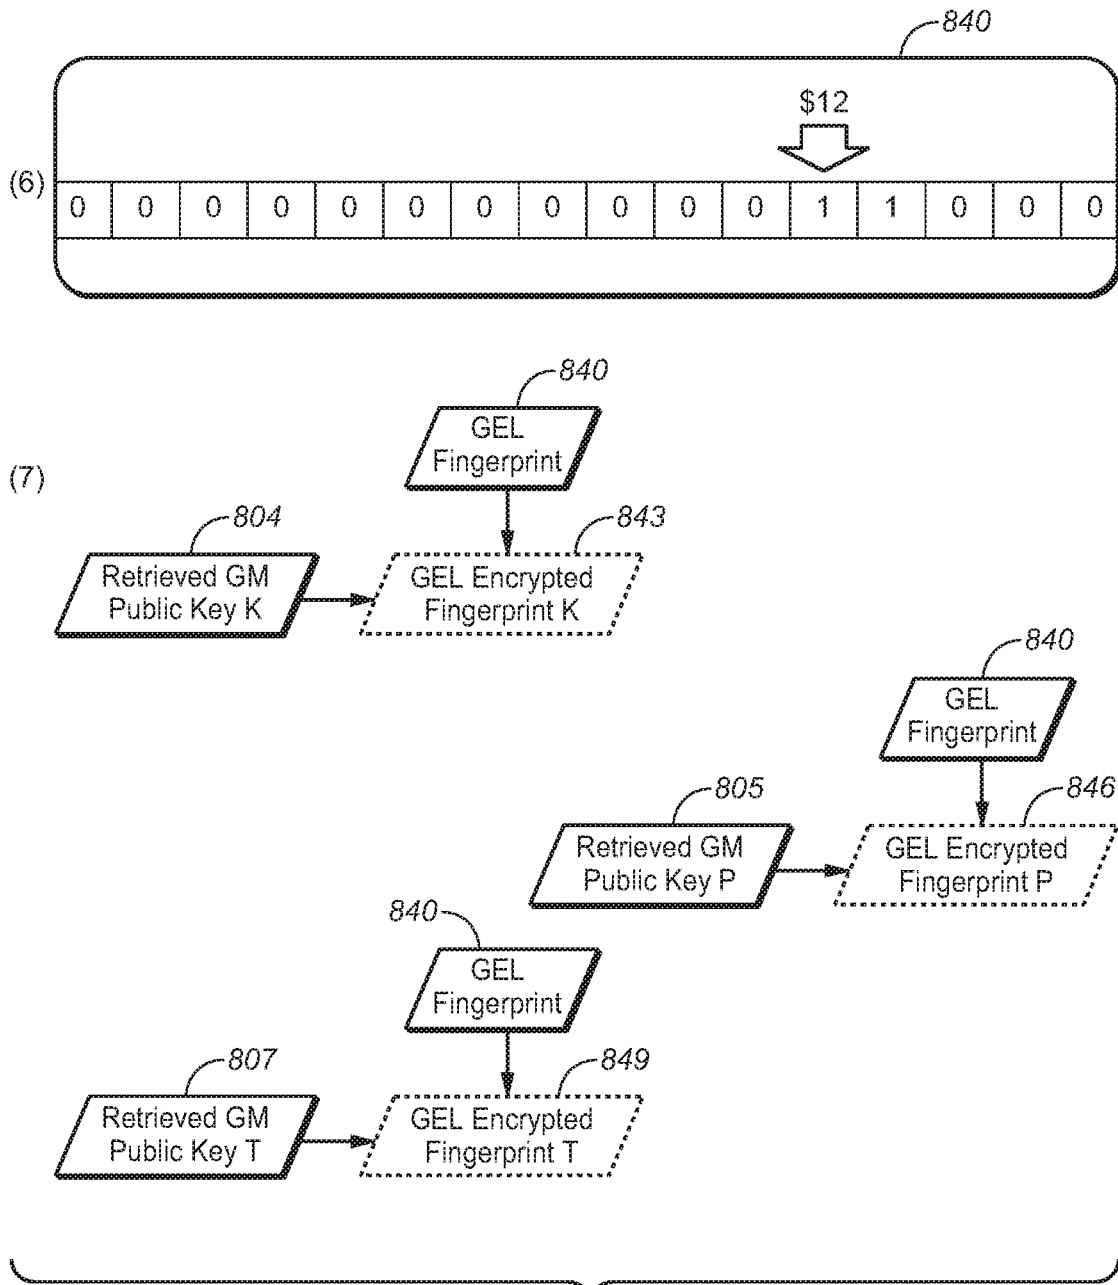 840
$12
(6)
0 0 0 0 0 0 0 0 0 0 0 1 1 0 0 0
840
GEL
Fingerprint
(7)
804
843
Retrieved GM
Public Key K
GEL Encrypted
Fingerprint K
840
GEL
Fingerprint
805
846
Retrieved GM
Public Key P
GEL Encrypted
Fingerprint P
840
GEL
Fingerprint
807
849
Retrieved GM
Public Key T
GEL Encrypted
Fingerprint T